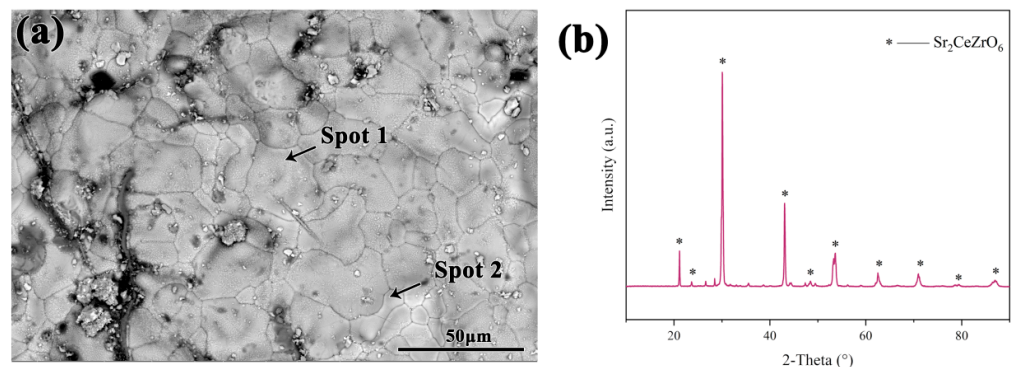 (a)
Spot 1
Spot 2
50μm
(b)
* — Sr₂CeZrO₆
Intensity (a.u.)
* * * * * * * * * *
20 40 60 80
2-Theta (°)